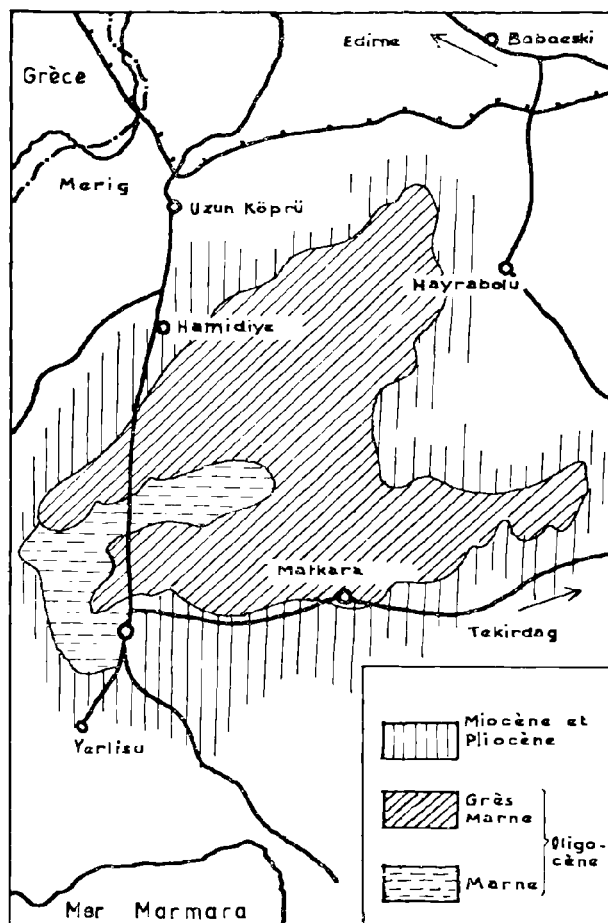 Edirne
Babaeski
Grèce
Merig
Uzun Köprü
Hayrabolu
Hamidiye
Malkara
Tekirdag
Yerlisu
Miocène et
Pliocène
Grès
Marne
Oligo-
cène
Marne
Mer Marmara